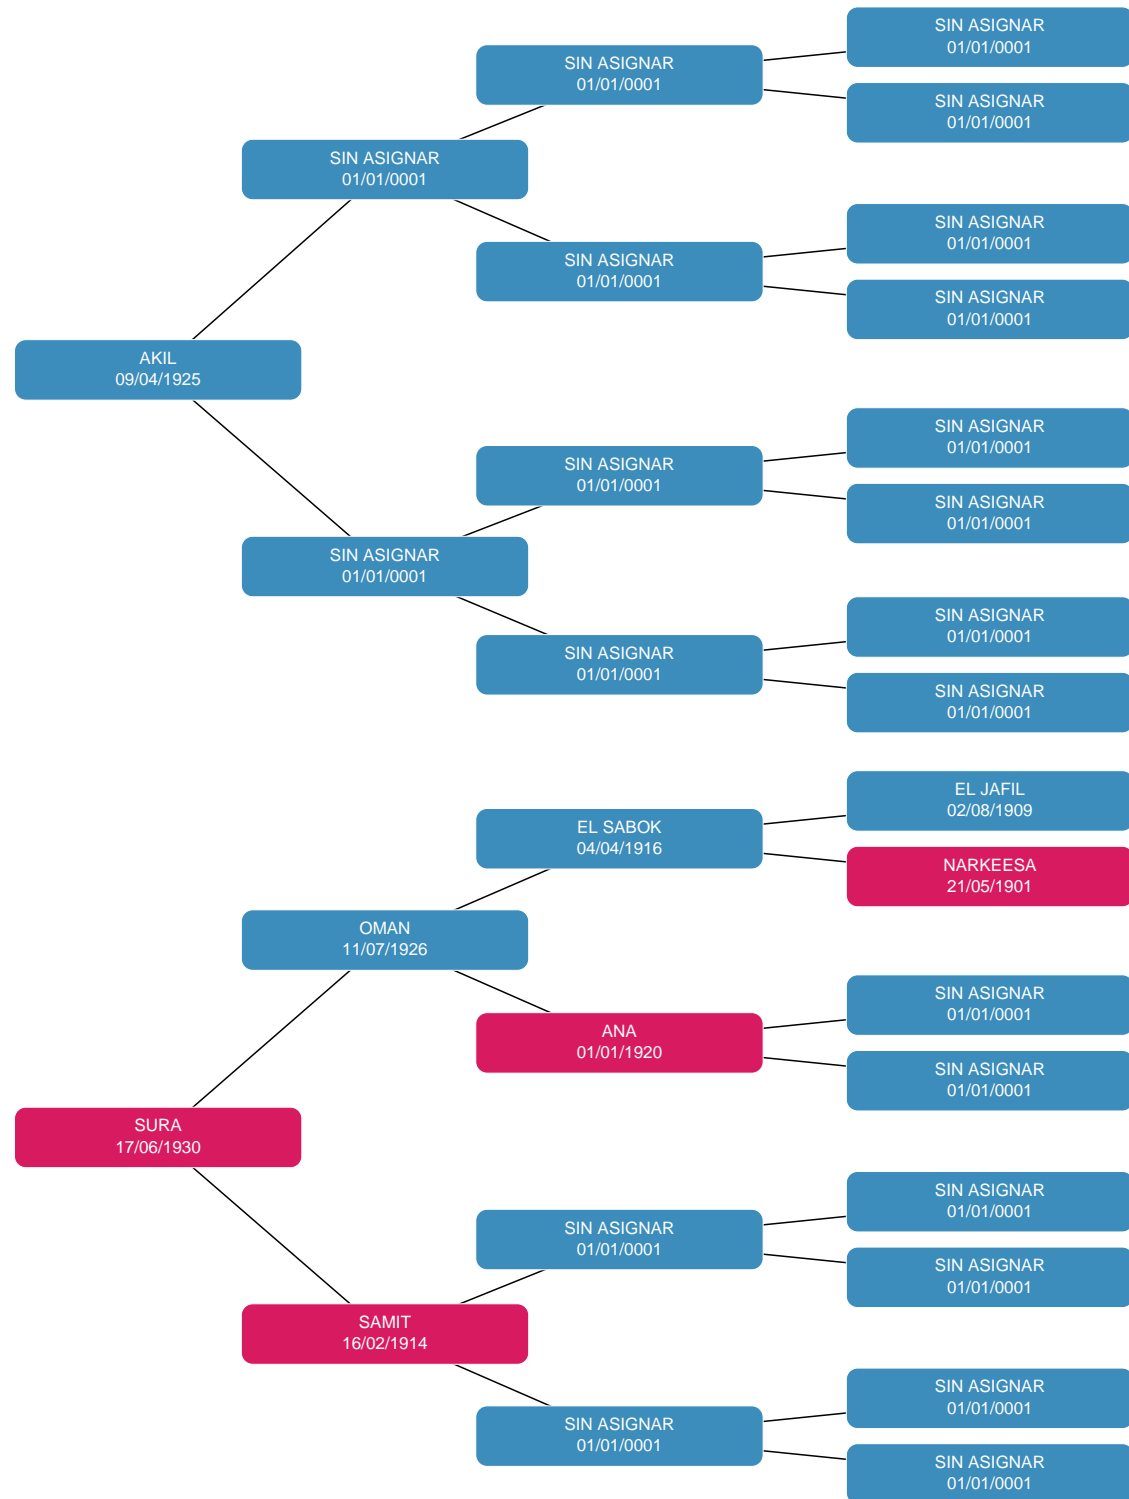 SIN ASIGNAR
01/01/0001
SIN ASIGNAR
01/01/0001
SIN ASIGNAR
01/01/0001
SIN ASIGNAR
01/01/0001
SIN ASIGNAR
01/01/0001
SIN ASIGNAR
01/01/0001
SIN ASIGNAR
01/01/0001
AKIL
09/04/1925
SIN ASIGNAR
01/01/0001
SIN ASIGNAR
01/01/0001
SIN ASIGNAR
01/01/0001
SIN ASIGNAR
01/01/0001
SIN ASIGNAR
01/01/0001
SIN ASIGNAR
01/01/0001
SIN ASIGNAR
01/01/0001
EL JAFIL
02/08/1909
EL SABOK
04/04/1916
NARKEESA
21/05/1901
OMAN
11/07/1926
SIN ASIGNAR
01/01/0001
ANA
01/01/1920
SIN ASIGNAR
01/01/0001
SURA
17/06/1930
SIN ASIGNAR
01/01/0001
SIN ASIGNAR
01/01/0001
SIN ASIGNAR
01/01/0001
SAMIT
16/02/1914
SIN ASIGNAR
01/01/0001
SIN ASIGNAR
01/01/0001
SIN ASIGNAR
01/01/0001